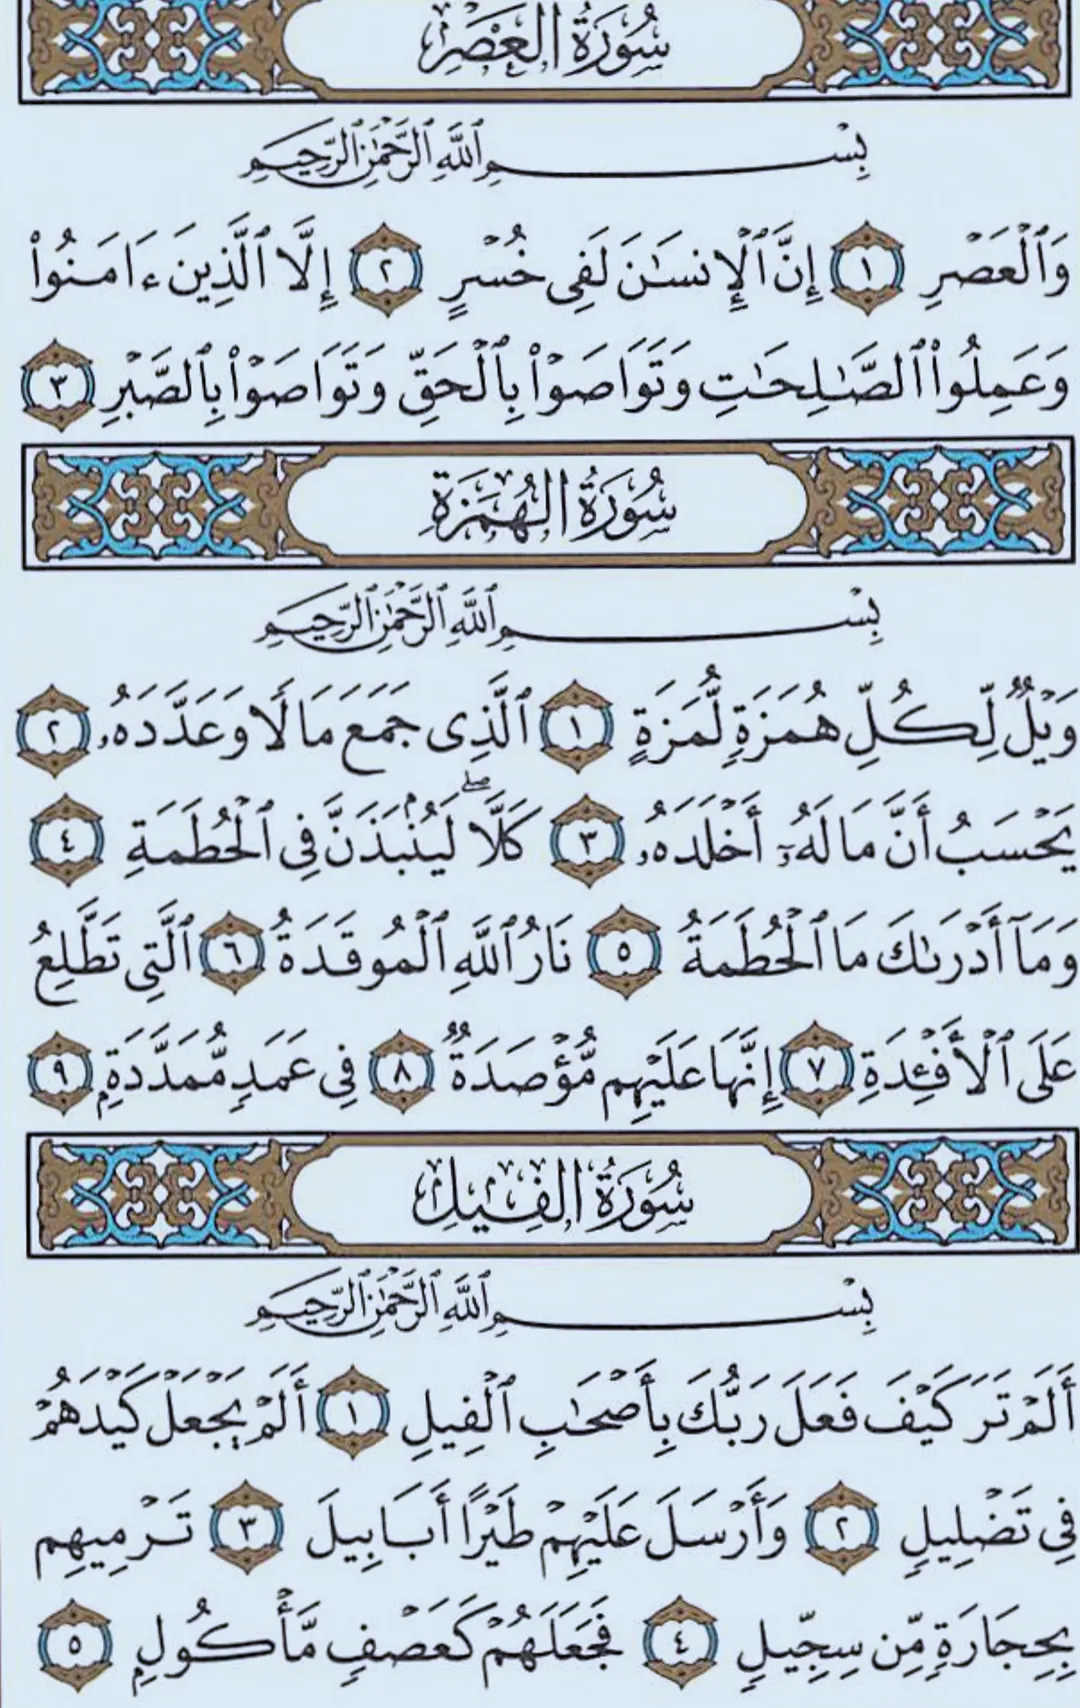 سُورَةُ العَصْرِ
بِسْمِ ٱللَّهِ ٱلرَّحْمَٰنِ ٱلرَّحِيمِ
وَٱلْعَصْرِ ١ إِنَّ ٱلْإِنسَٰنَ لَفِى خُسْرٍ ٢ إِلَّا ٱلَّذِينَ ءَامَنُوا۟
وَعَمِلُوا۟ ٱلصَّٰلِحَٰتِ وَتَوَاصَوْا۟ بِٱلْحَقِّ وَتَوَاصَوْا۟ بِٱلصَّبْرِ ٣
سُورَةُ الهُمَزَةِ
بِسْمِ ٱللَّهِ ٱلرَّحْمَٰنِ ٱلرَّحِيمِ
وَيْلٌ لِّكُلِّ هُمَزَةٍ لُّمَزَةٍ ١ ٱلَّذِى جَمَعَ مَالًا وَعَدَّدَهُۥ ٢
يَحْسَبُ أَنَّ مَالَهُۥٓ أَخْلَدَهُۥ ٣ كَلَّا ۖ لَيُنۢبَذَنَّ فِى ٱلْحُطَمَةِ ٤
وَمَآ أَدْرَىٰكَ مَا ٱلْحُطَمَةُ ٥ نَارُ ٱللَّهِ ٱلْمُوقَدَةُ ٦ ٱلَّتِى تَطَّلِعُ
عَلَى ٱلْأَفْـِٔدَةِ ٧ إِنَّهَا عَلَيْهِم مُّؤْصَدَةٌ ٨ فِى عَمَدٍ مُّمَدَّدَةٍۭ ٩
سُورَةُ الفِيلِ
بِسْمِ ٱللَّهِ ٱلرَّحْمَٰنِ ٱلرَّحِيمِ
أَلَمْ تَرَ كَيْفَ فَعَلَ رَبُّكَ بِأَصْحَٰبِ ٱلْفِيلِ ١ أَلَمْ يَجْعَلْ كَيْدَهُمْ
فِى تَضْلِيلٍ ٢ وَأَرْسَلَ عَلَيْهِمْ طَيْرًا أَبَابِيلَ ٣ تَرْمِيهِم
بِحِجَارَةٍ مِّن سِجِّيلٍ ٤ فَجَعَلَهُمْ كَعَصْفٍ مَّأْكُولٍۭ ٥